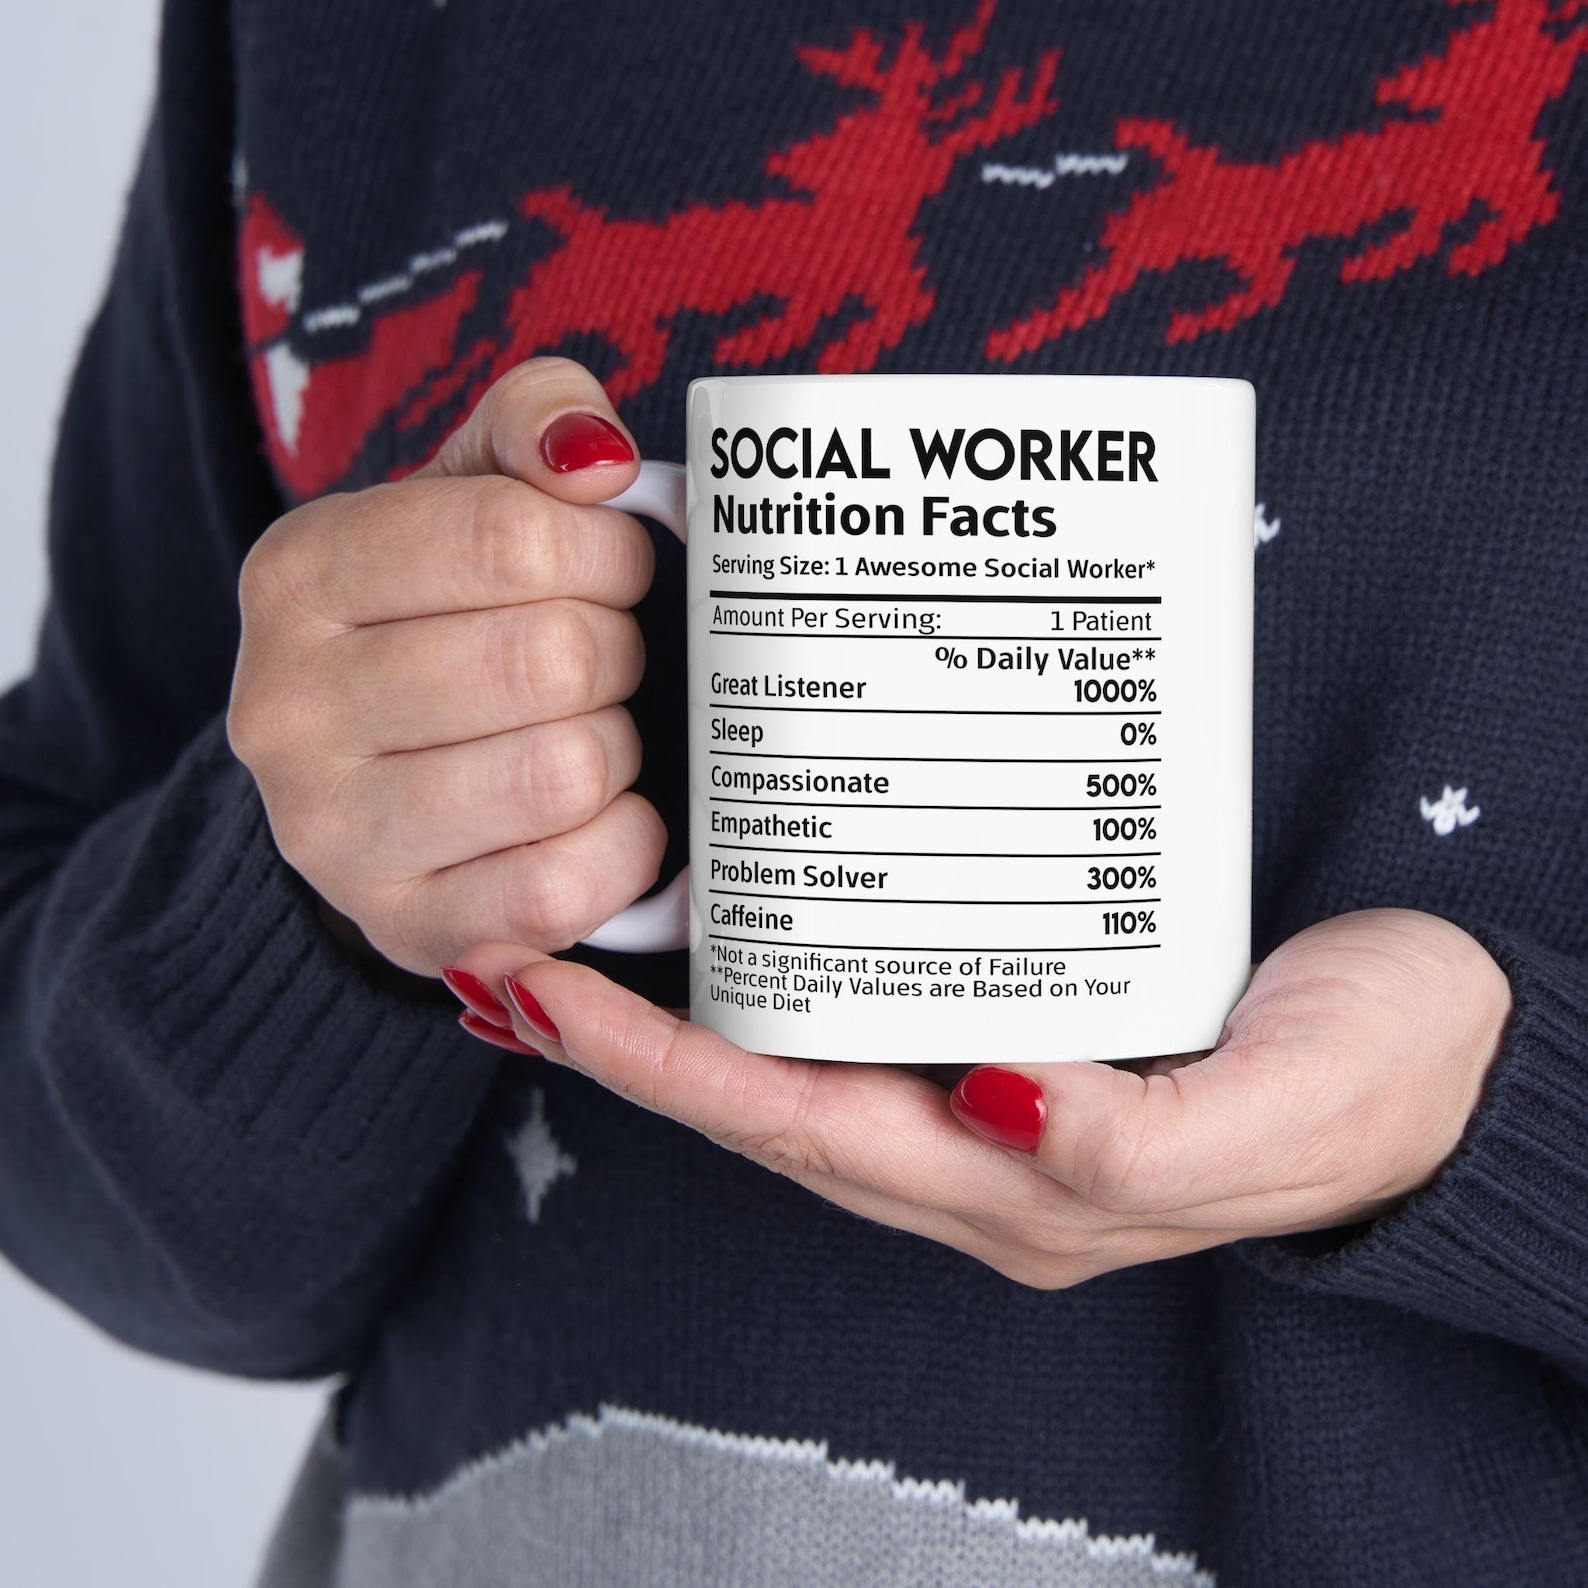 SOCIAL WORKER
Nutrition Facts
Serving Size: 1 Awesome Social Worker*
Amount Per Serving: 1 Patient
% Daily Value**
Great Listener 1000%
Sleep 0%
Compassionate 500%
Empathetic 100%
Problem Solver 300%
Caffeine 110%
*Not a significant source of Failure
**Percent Daily Values are Based on Your
Unique Diet